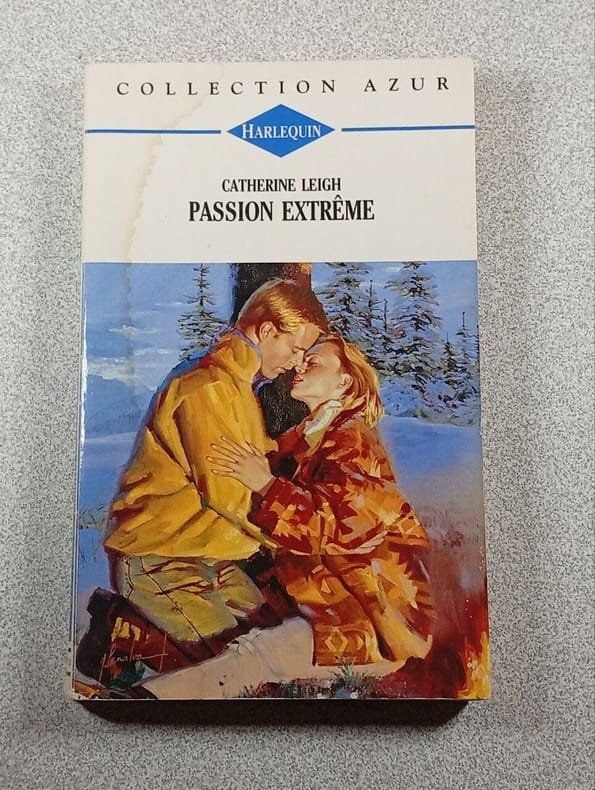 COLLECTION AZUR
HARLEQUIN
CATHERINE LEIGH
PASSION EXTRÊME